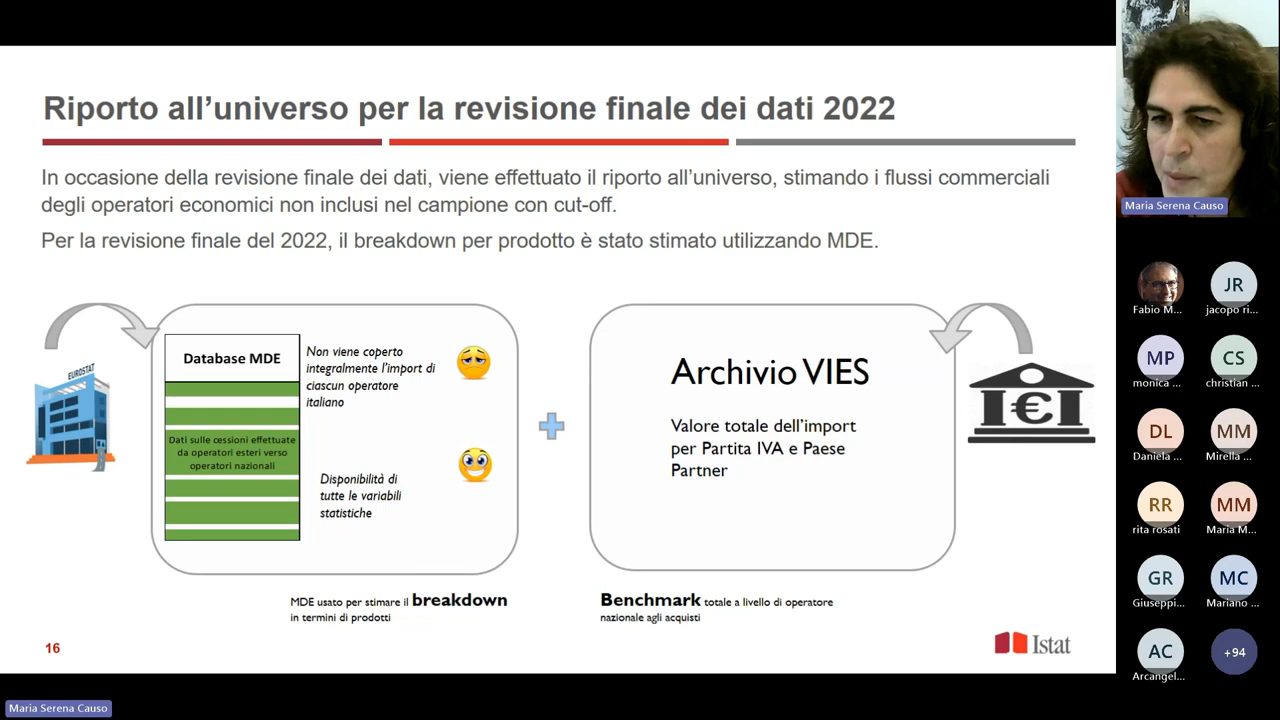 Riporto all’universo per la revisione finale dei dati 2022
In occasione della revisione finale dei dati, viene effettuato il riporto all’universo, stimando i flussi commerciali
degli operatori economici non inclusi nel campione con cut-off.
Per la revisione finale del 2022, il breakdown per prodotto è stato stimato utilizzando MDE.
EUROSTAT
Database MDE
Dati sulle cessioni effettuate
da operatori esteri verso
operatori nazionali
Non viene coperto
integralmente l’import di
ciascun operatore
italiano
Disponibilità di
tutte le variabili
statistiche
MDE usato per stimare il breakdown
in termini di prodotti
Archivio VIES
Valore totale dell’import
per Partita IVA e Paese
Partner
Benchmark totale a livello di operatore
nazionale agli acquisti
I€I
16
Istat
Maria Serena Causo
Fabio M...
JR
jacopo ri...
MP
monica ...
CS
christian ...
DL
Daniela ...
MM
Mirella ...
RR
rita rosati
MM
Maria M...
GR
Giuseppi...
MC
Mariano ...
AC
Arcangel...
+94
Maria Serena Causo